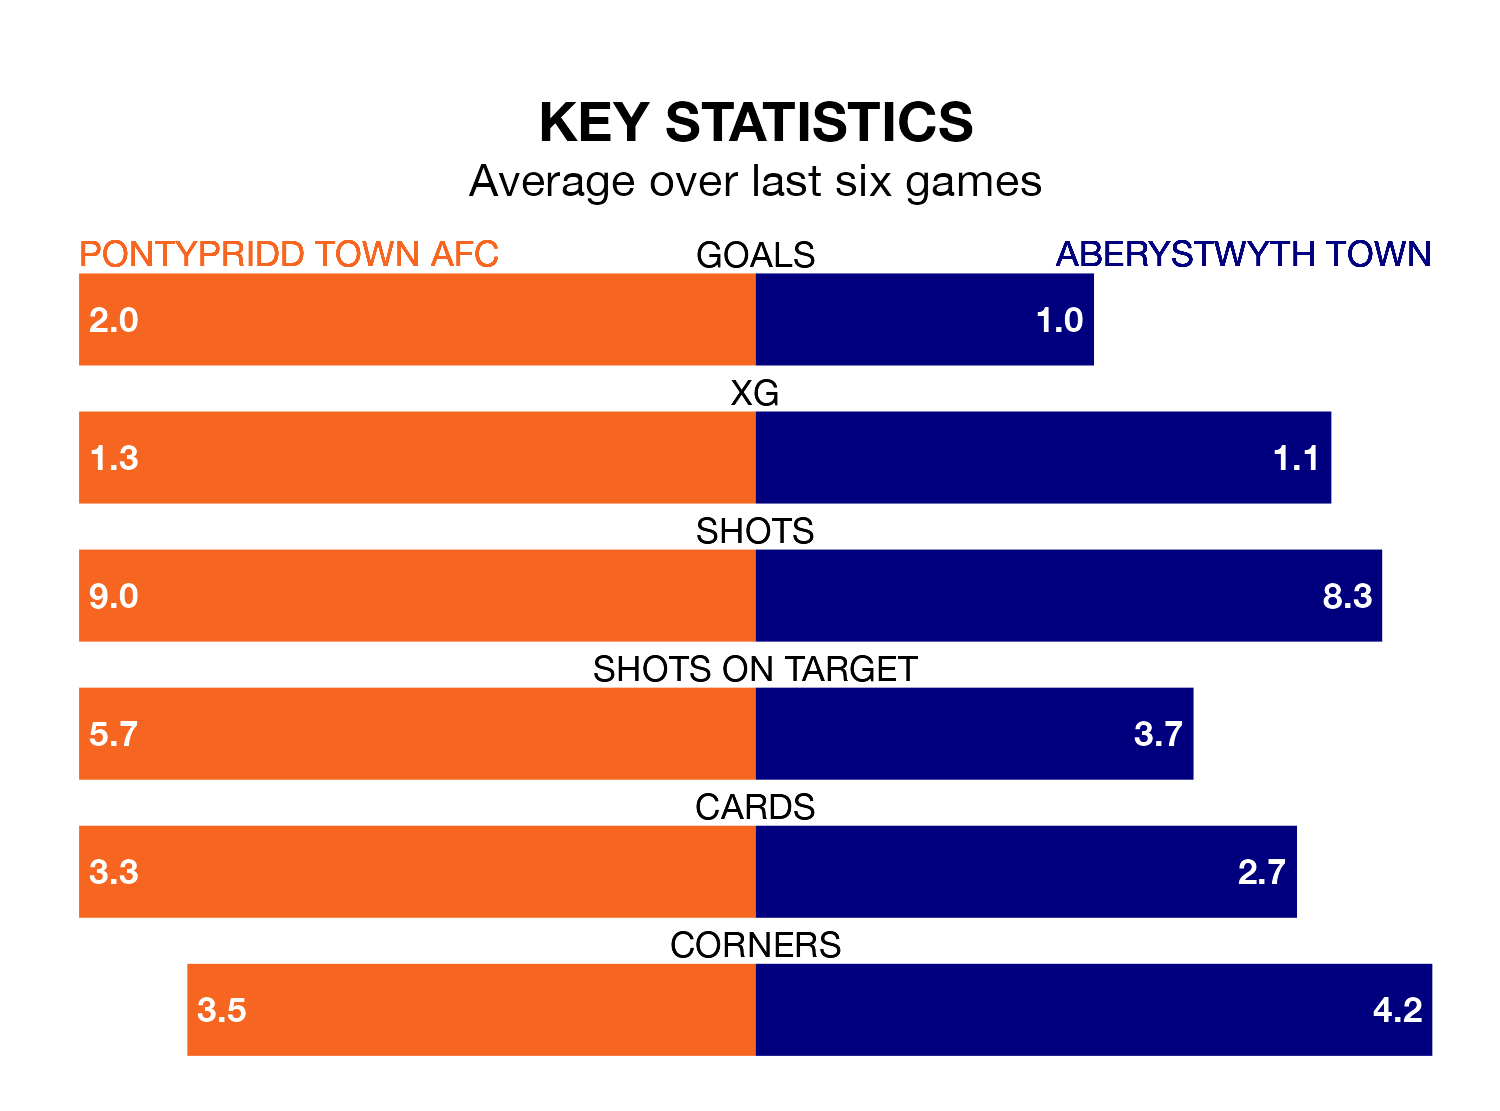 KEY STATISTICS
Average over last six games
PONTYPRIDD TOWN AFC GOALS ABERYSTWYTH TOWN
2.0 1.0
XG
1.3 1.1
SHOTS
9.0 8.3
SHOTS ON TARGET
5.7 3.7
CARDS
3.3 2.7
CORNERS
3.5 4.2